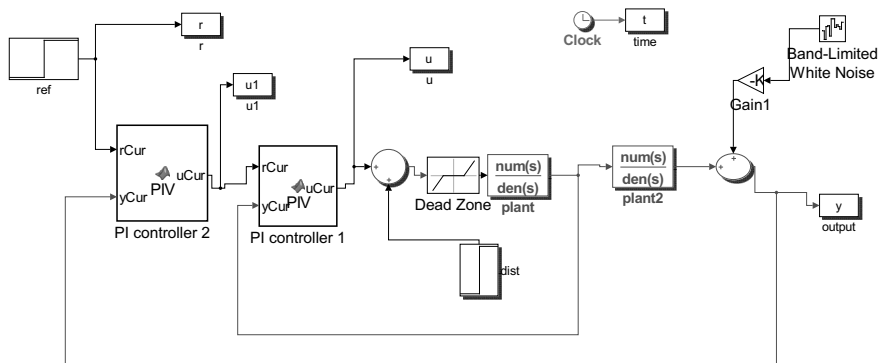 r
r
ref
u1
u1
u
u
Clock
t
time
-K
Gain1
Band-Limited
White Noise
rCur
yCur
uCur
PIV
PI controller 2
rCur
yCur
uCur
PIV
PI controller 1
+
+
Dead Zone
num(s)
den(s)
plant
num(s)
den(s)
plant2
+
+
y
output
dist